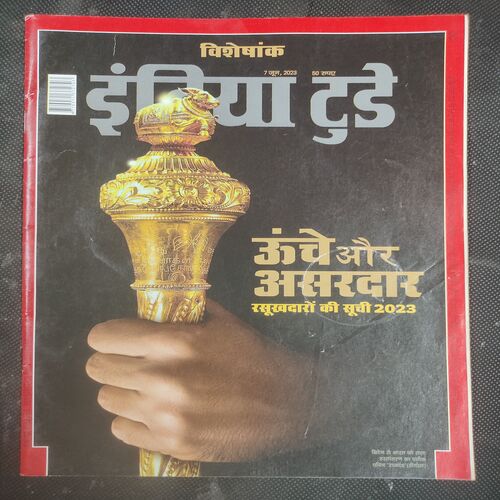 विशेषांक
7 जून, 2023 50 रुपए
इंडिया टुडे
ऊंचे और
असरदार
रसूखदारों की सूची 2023